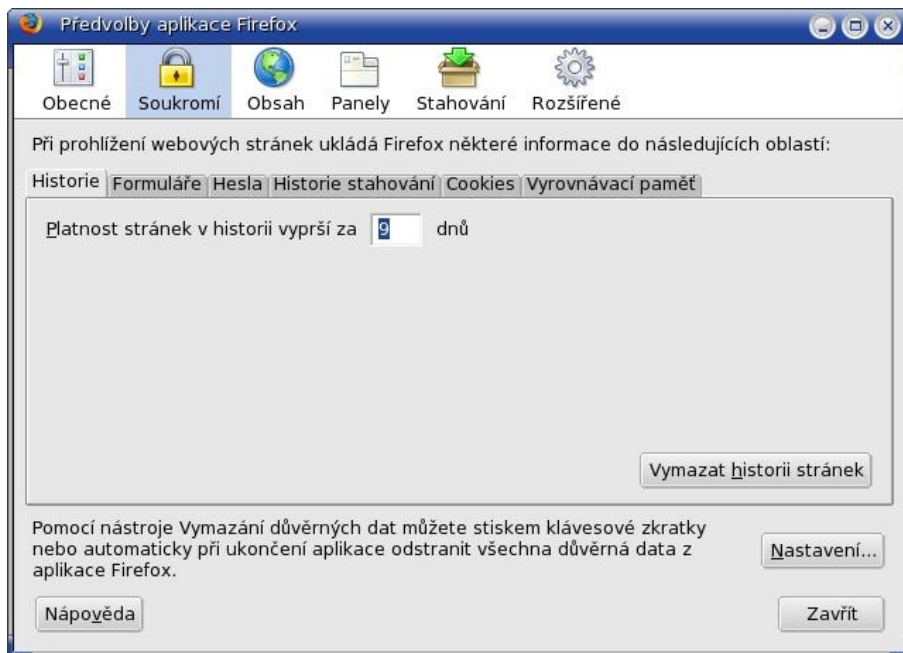 Předvolby aplikace Firefox
Obecné Soukromí Obsah Panely Stahování Rozšířené
Při prohlížení webových stránek ukládá Firefox některé informace do následujících oblastí:
Historie Formuláře Hesla Historie stahování Cookies Vyrovnávací paměť
Platnost stránek v historii vyprší za 9 dnů
Vymazat historii stránek
Pomocí nástroje Vymazání důvěrných dat můžete stiskem klávesové zkratky
nebo automaticky při ukončení aplikace odstranit všechna důvěrná data z
aplikace Firefox.
Nastavení...
Nápověda Zavřít